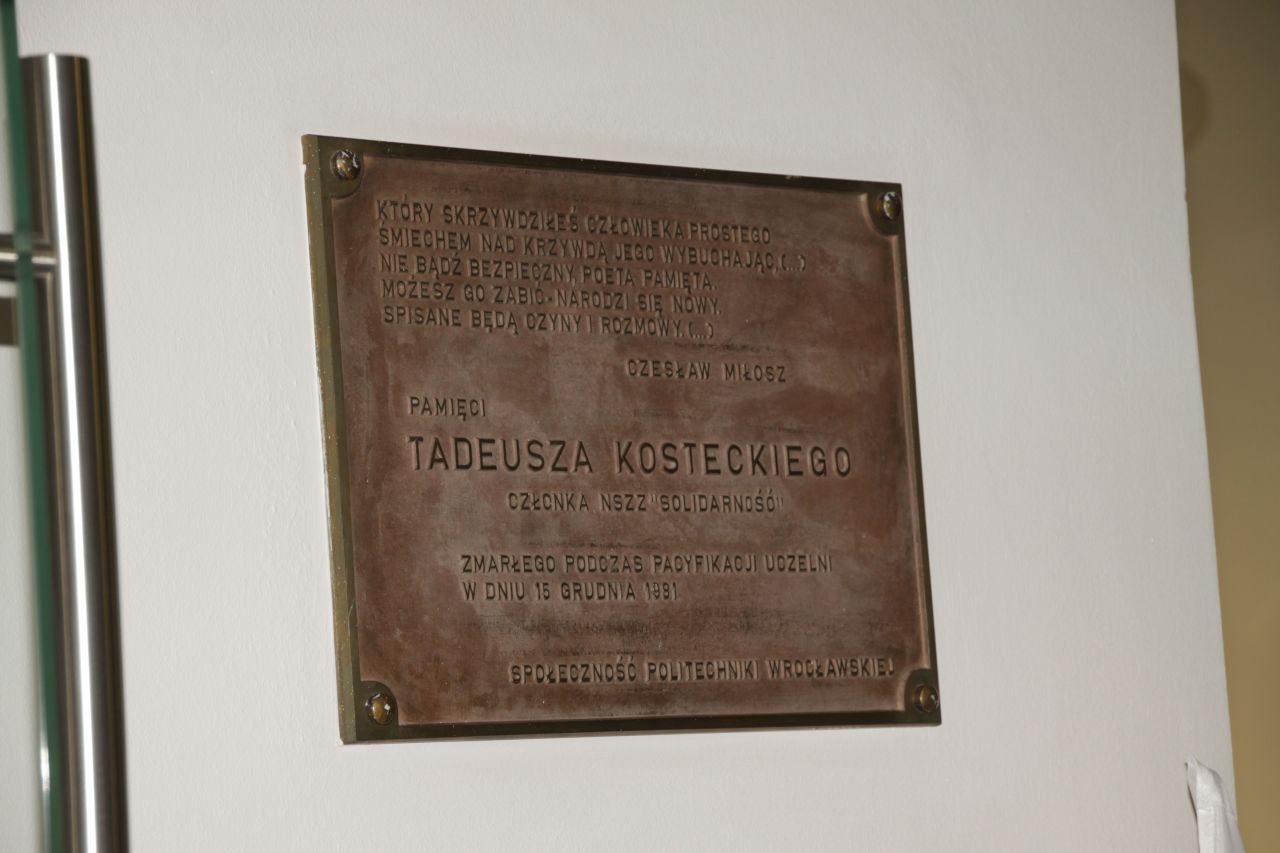 KTÓRY SKRZYWDZIŁEŚ CZŁOWIEKA PROSTEGO
ŚMIECHEM NAD KRZYWDĄ JEGO WYBUCHAJĄC, (...)
NIE BĄDŹ BEZPIECZNY, POETA PAMIĘTA.
MOŻESZ GO ZABIĆ - NARODZI SIĘ NOWY.
SPISANE BĘDĄ CZYNY I ROZMOWY. (...)
CZESŁAW MIŁOSZ
PAMIĘCI
TADEUSZA KOSTECKIEGO
CZŁONKA NSZZ "SOLIDARNOŚĆ"
ZMARŁEGO PODCZAS PACYFIKACJI UCZELNI
W DNIU 15 GRUDNIA 1981
SPOŁECZNOŚĆ POLITECHNIKI WROCŁAWSKIEJ